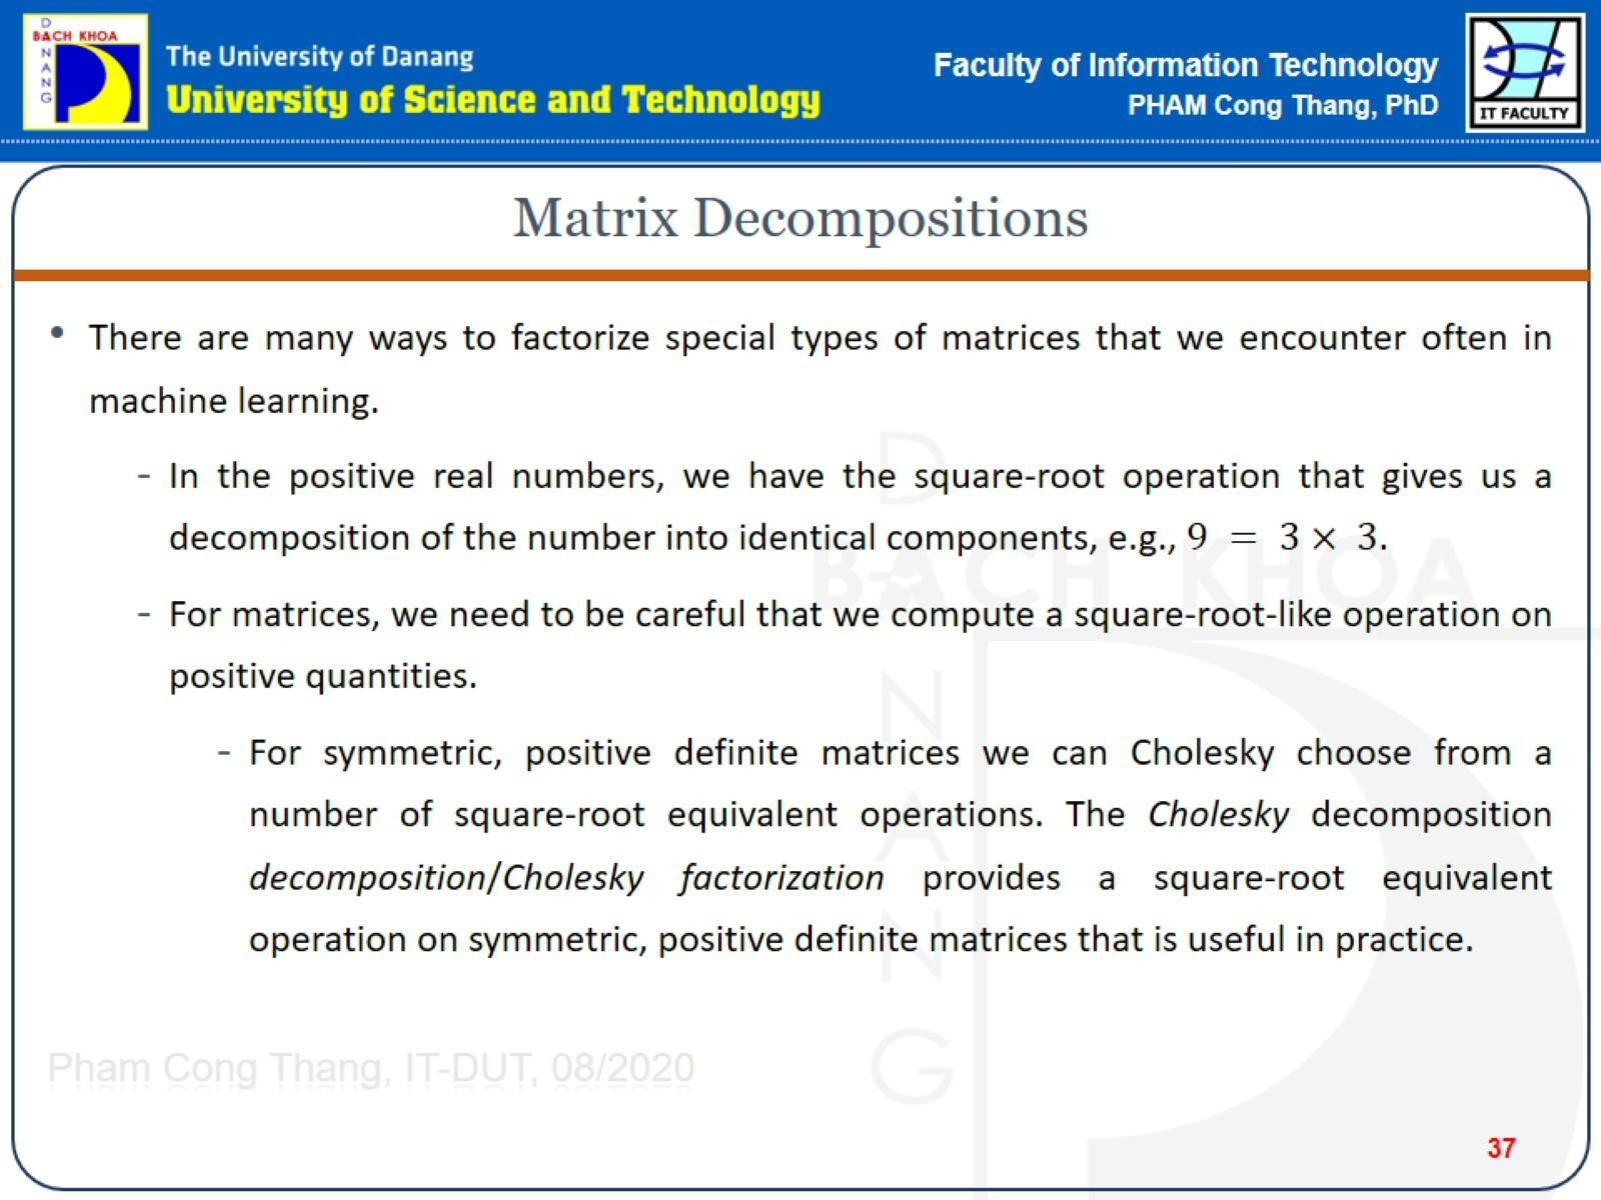 DANANG
BACH KHOA
The University of Danang
University of Science and Technology
Faculty of Information Technology
PHAM Cong Thang, PhD
IT FACULTY
Matrix Decompositions
• There are many ways to factorize special types of matrices that we encounter often in
machine learning.
- In the positive real numbers, we have the square-root operation that gives us a
decomposition of the number into identical components, e.g., 9 = 3 × 3.
- For matrices, we need to be careful that we compute a square-root-like operation on
positive quantities.
- For symmetric, positive definite matrices we can Cholesky choose from a
number of square-root equivalent operations. The Cholesky decomposition
decomposition/Cholesky factorization provides a square-root equivalent
operation on symmetric, positive definite matrices that is useful in practice.
DANANG
BACH KHOA
Pham Cong Thang, IT-DUT, 08/2020
37